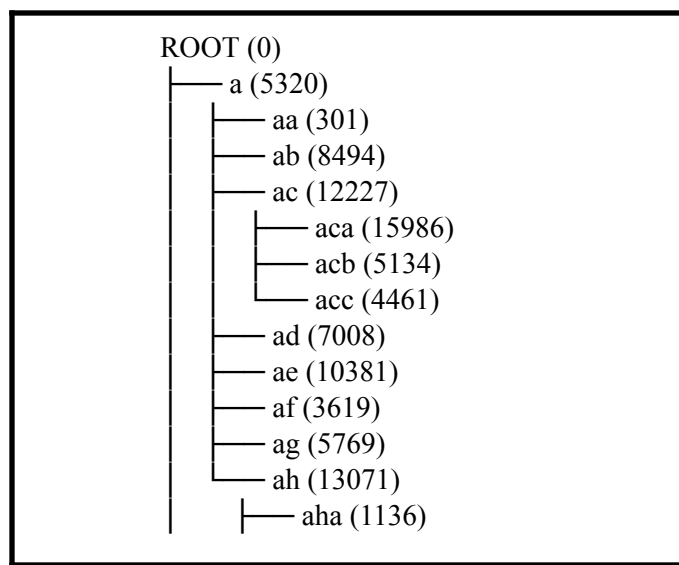 ROOT (0)
a (5320)
aa (301)
ab (8494)
ac (12227)
aca (15986)
acb (5134)
acc (4461)
ad (7008)
ae (10381)
af (3619)
ag (5769)
ah (13071)
aha (1136)